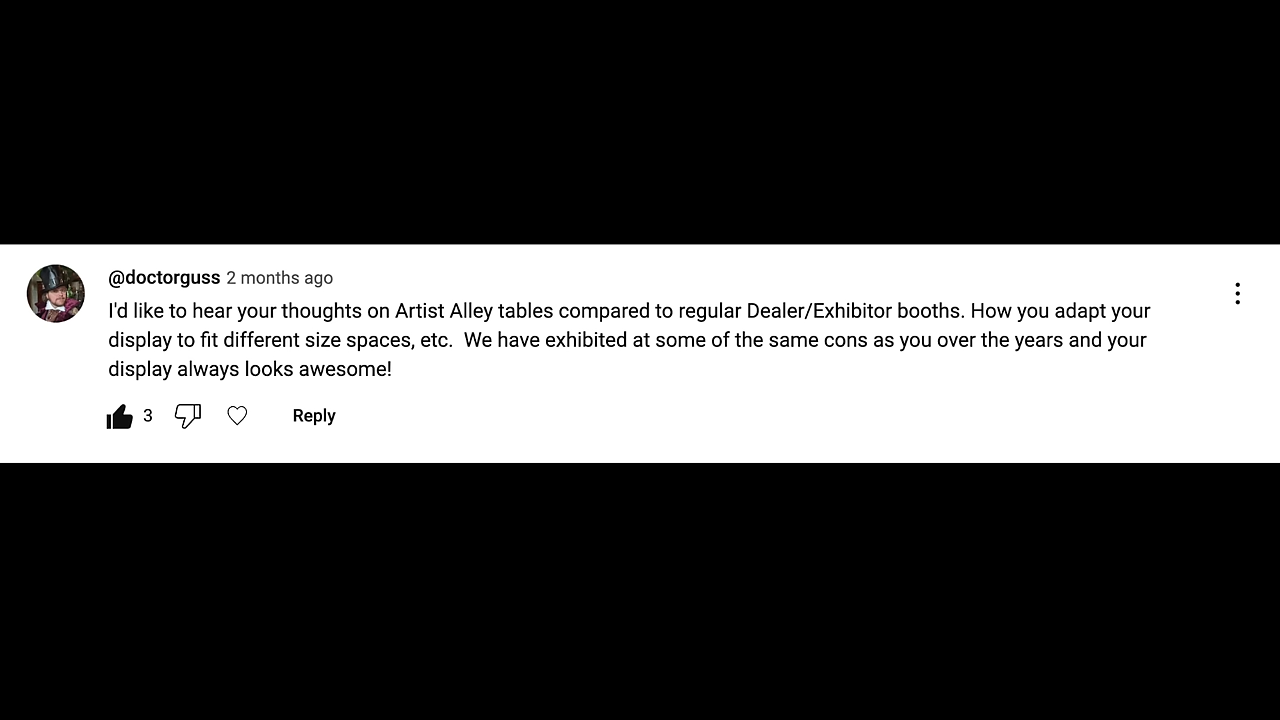 @doctorguss 2 months ago
I'd like to hear your thoughts on Artist Alley tables compared to regular Dealer/Exhibitor booths. How you adapt your
display to fit different size spaces, etc.  We have exhibited at some of the same cons as you over the years and your
display always looks awesome!
3 Reply